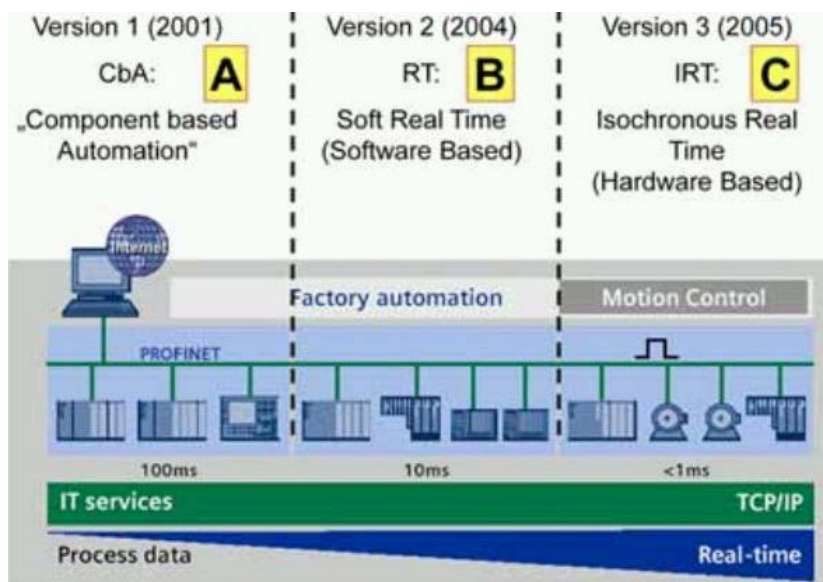 Version 1 (2001)
CbA: A
„Component based
Automation“
Version 2 (2004)
RT: B
Soft Real Time
(Software Based)
Version 3 (2005)
IRT: C
Isochronous Real
Time
(Hardware Based)
Internet
Factory automation
Motion Control
PROFINET
100ms
10ms
<1ms
IT services
TCP/IP
Process data
Real-time